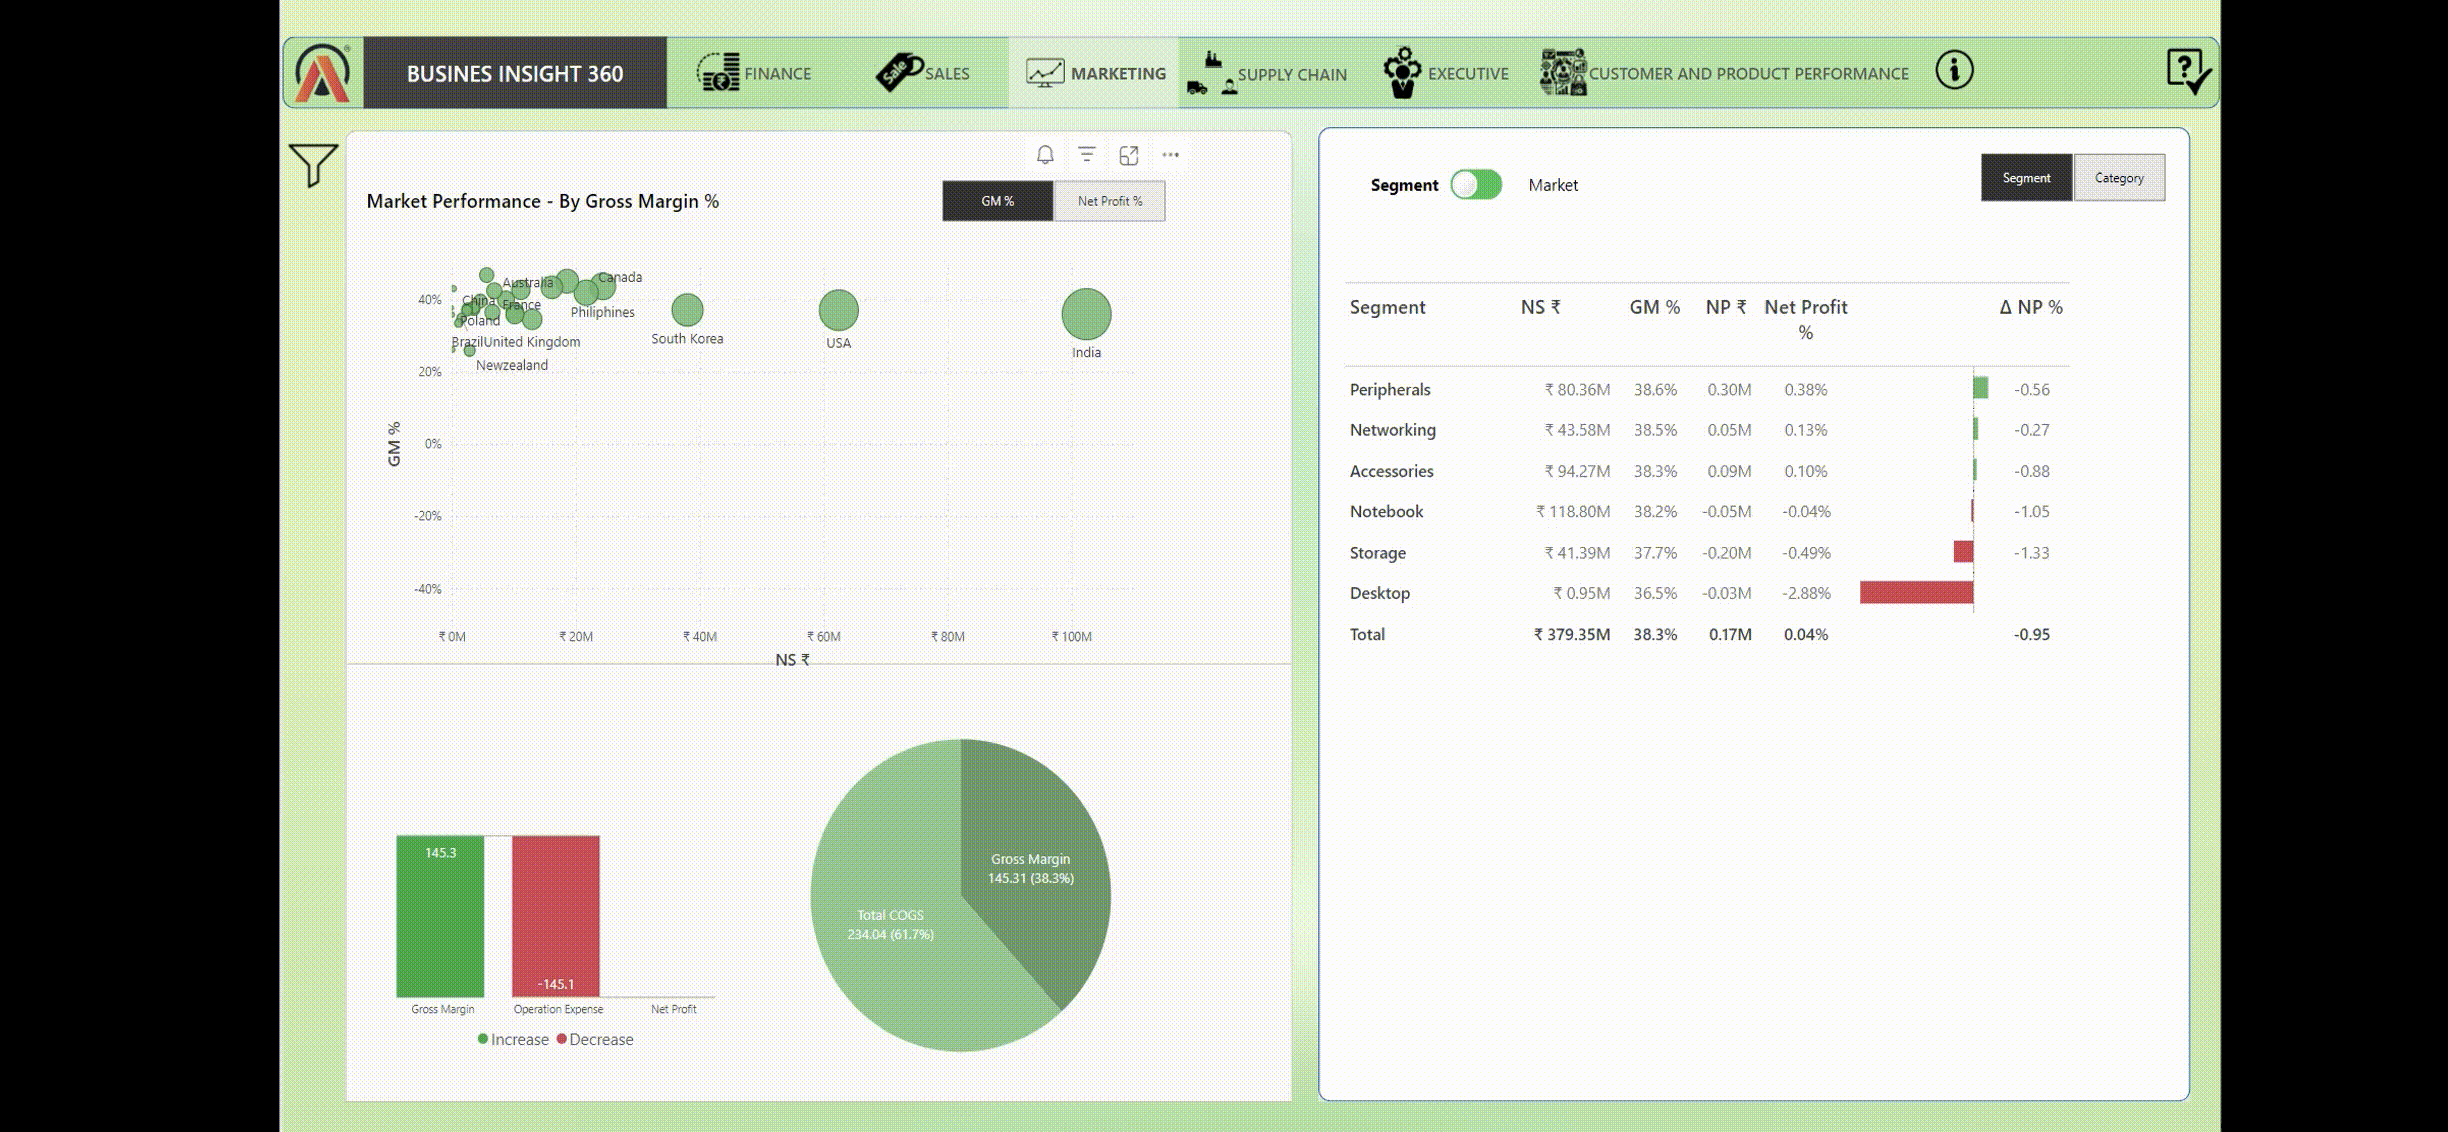 BUSINES INSIGHT 360
FINANCE
Sale
SALES
MARKETING
SUPPLY CHAIN
EXECUTIVE
CUSTOMER AND PRODUCT PERFORMANCE
Market Performance - By Gross Margin %
GM %
Net Profit %
GM %
40%
20%
0%
-20%
-40%
Australia
Canada
China
France
Philiphines
Poland
Brazil
United Kingdom
Newzealand
South Korea
USA
India
₹ 0M
₹ 20M
₹ 40M
₹ 60M
₹ 80M
₹ 100M
NS ₹
145.3
-145.1
Gross Margin
Operation Expense
Net Profit
Increase
Decrease
Gross Margin
145.31 (38.3%)
Total COGS
234.04 (61.7%)
Segment
Market
Segment
Category
Segment NS ₹ GM % NP ₹ Net Profit % Δ NP %
Peripherals ₹ 80.36M 38.6% 0.30M 0.38% -0.56
Networking ₹ 43.58M 38.5% 0.05M 0.13% -0.27
Accessories ₹ 94.27M 38.3% 0.09M 0.10% -0.88
Notebook ₹ 118.80M 38.2% -0.05M -0.04% -1.05
Storage ₹ 41.39M 37.7% -0.20M -0.49% -1.33
Desktop ₹ 0.95M 36.5% -0.03M -2.88%
Total ₹ 379.35M 38.3% 0.17M 0.04% -0.95